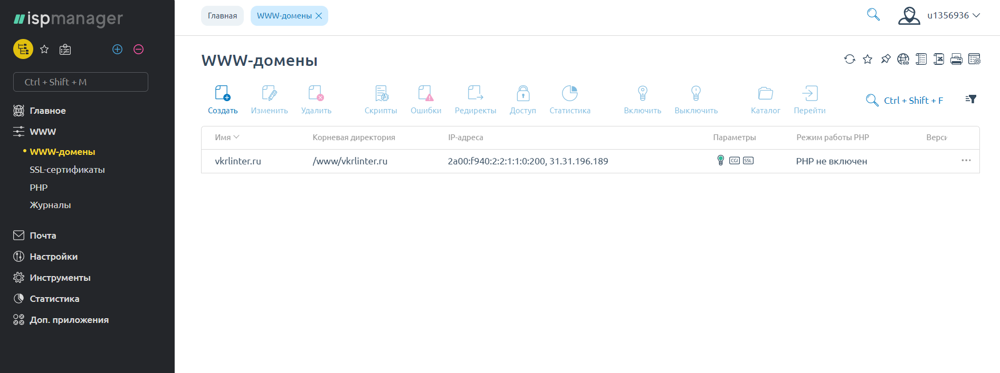 ispmanager
Главная
WWW-домены
u1356936
Ctrl + Shift + M
Главное
WWW
WWW-домены
SSL-сертификаты
PHP
Журналы
Почта
Настройки
Инструменты
Статистика
Доп. приложения
WWW-домены
Создать Изменить Удалить Скрипты Ошибки Редиректы Доступ Статистика Включить Выключить Каталог Перейти Ctrl + Shift + F
Имя Корневая директория IP-адреса Параметры Режим работы PHP Верси
vkrlinter.ru /www/vkrlinter.ru 2a00:f940:2:2:1:1:0:200, 31.31.196.189 CGI SSL PHP не включен